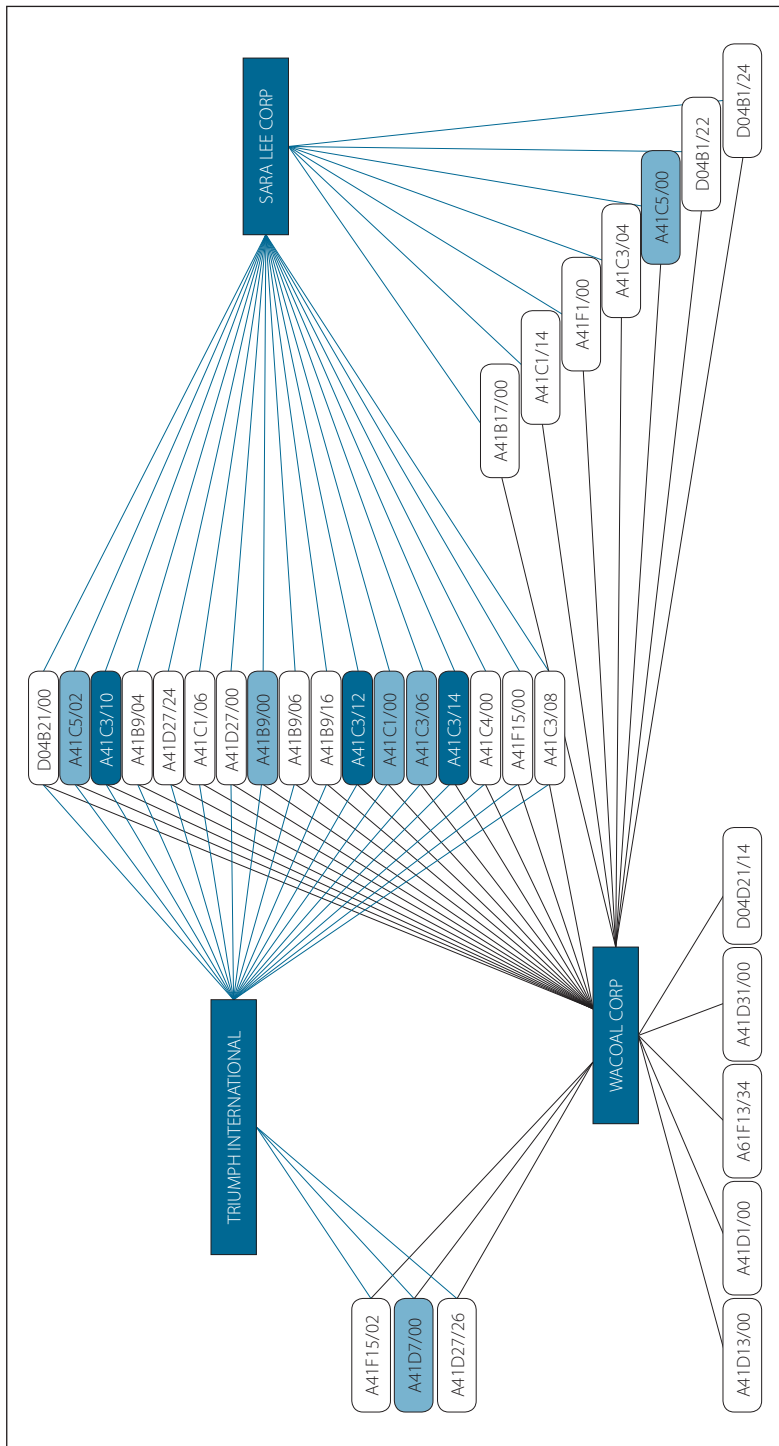 SARA LEE CORP
TRIUMPH INTERNATIONAL
WACOAL CORP
D04B21/00
A41C5/02
A41C3/10
A41B9/04
A41D27/24
A41C1/06
A41D27/00
A41B9/00
A41B9/06
A41B9/16
A41C3/12
A41C1/00
A41C3/06
A41C3/14
A41C4/00
A41F15/00
A41C3/08
A41B17/00
A41C1/14
A41F1/00
A41C3/04
A41C5/00
D04B1/22
D04B1/24
A41F15/02
A41D7/00
A41D27/26
A41D13/00
A41D1/00
A61F13/34
A41D31/00
D04D21/14